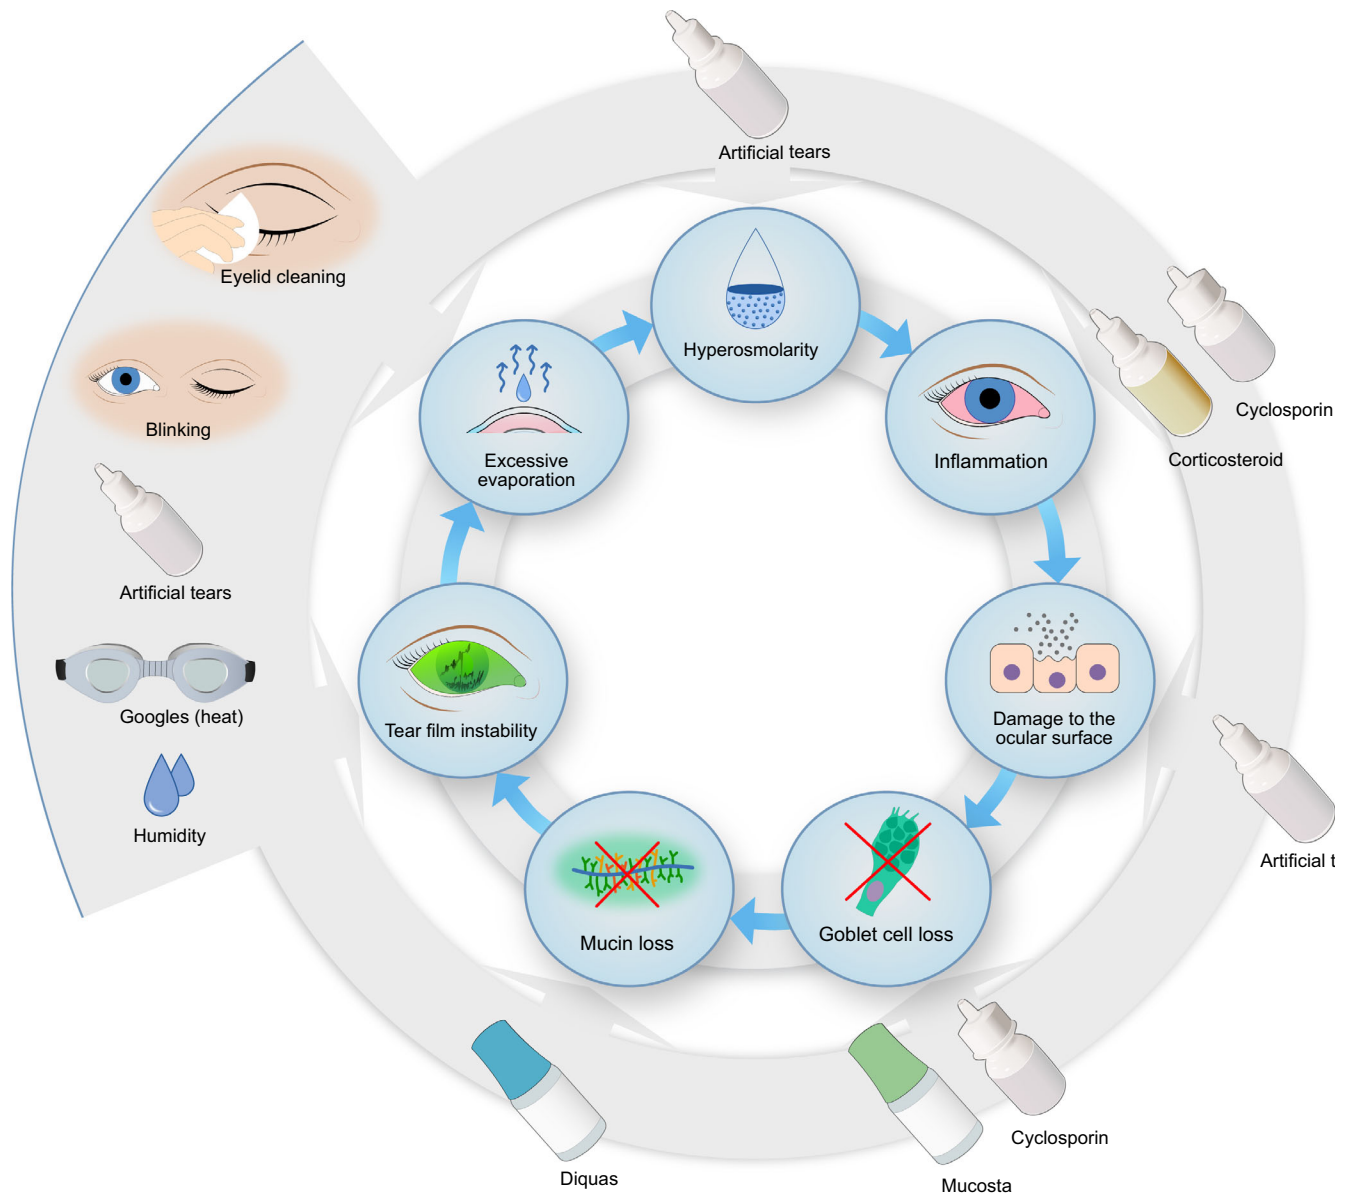 Artificial tears
Eyelid cleaning
Hyperosmolarity
Cyclosporin
Blinking
Corticosteroid
Excessive
evaporation
Inflammation
Artificial tears
Googles (heat)
Tear film instability
Damage to the
ocular surface
Humidity
Artificial t
Mucin loss
Goblet cell loss
Cyclosporin
Diquas
Mucosta